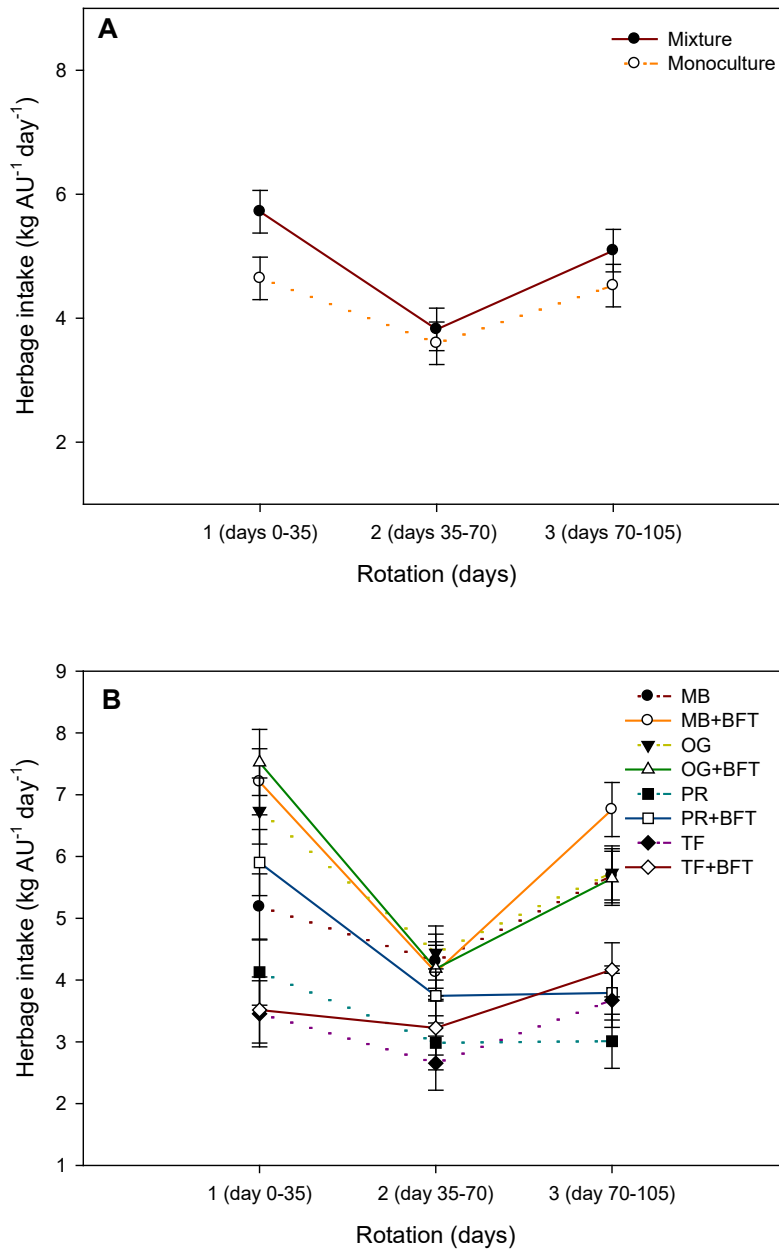 A
Mixture
Monoculture
8
6
4
2
Herbage intake (kg AU⁻¹ day⁻¹)
1 (days 0-35) 2 (days 35-70) 3 (days 70-105)
Rotation (days)
B
MB
MB+BFT
OG
OG+BFT
PR
PR+BFT
TF
TF+BFT
9
8
7
6
5
4
3
2
1
Herbage intake (kg AU⁻¹ day⁻¹)
1 (day 0-35) 2 (day 35-70) 3 (day 70-105)
Rotation (days)